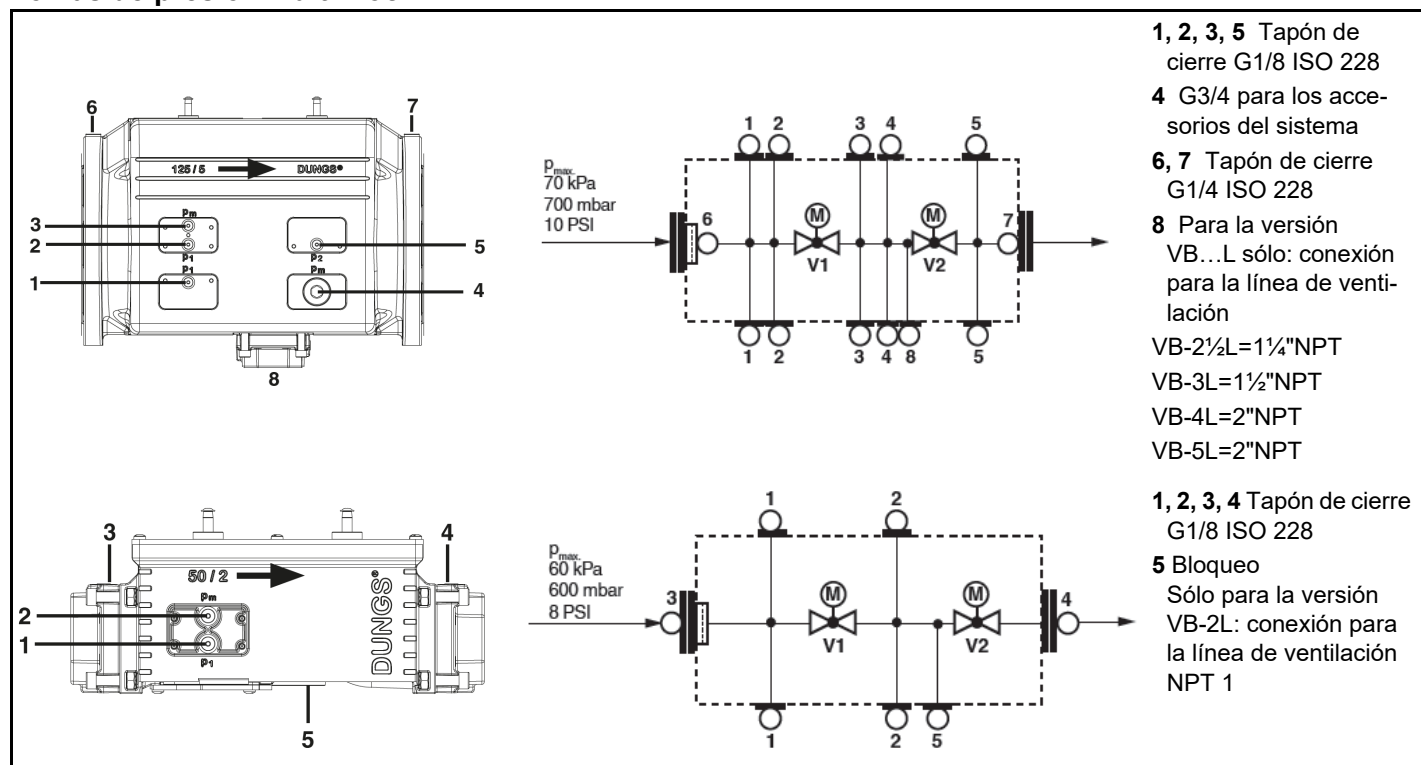 6
7
125 / 5
DUNGS®
Pm
3
2
P1
P1
1
5
P2
Pm
4
8
1 2 3 4 5
pmax.
70 kPa
700 mbar
10 PSI
6
M
M
7
V1
V2
1 2 3 4 8 5
1, 2, 3, 5 Tapón de
cierre G1/8 ISO 228
4 G3/4 para los acce-
sorios del sistema
6, 7 Tapón de cierre
G1/4 ISO 228
8 Para la versión
VB…L sólo: conexión
para la línea de venti-
lación
VB-2½L=1¼"NPT
VB-3L=1½"NPT
VB-4L=2"NPT
VB-5L=2"NPT
3
4
50 / 2
DUNGS®
Pm
2
1
P1
5
1 2
pmax.
60 kPa
600 mbar
8 PSI
3
M
M
4
V1
V2
1 2 5
1, 2, 3, 4 Tapón de cierre
G1/8 ISO 228
5 Bloqueo
Sólo para la versión
VB-2L: conexión para
la línea de ventilación
NPT 1